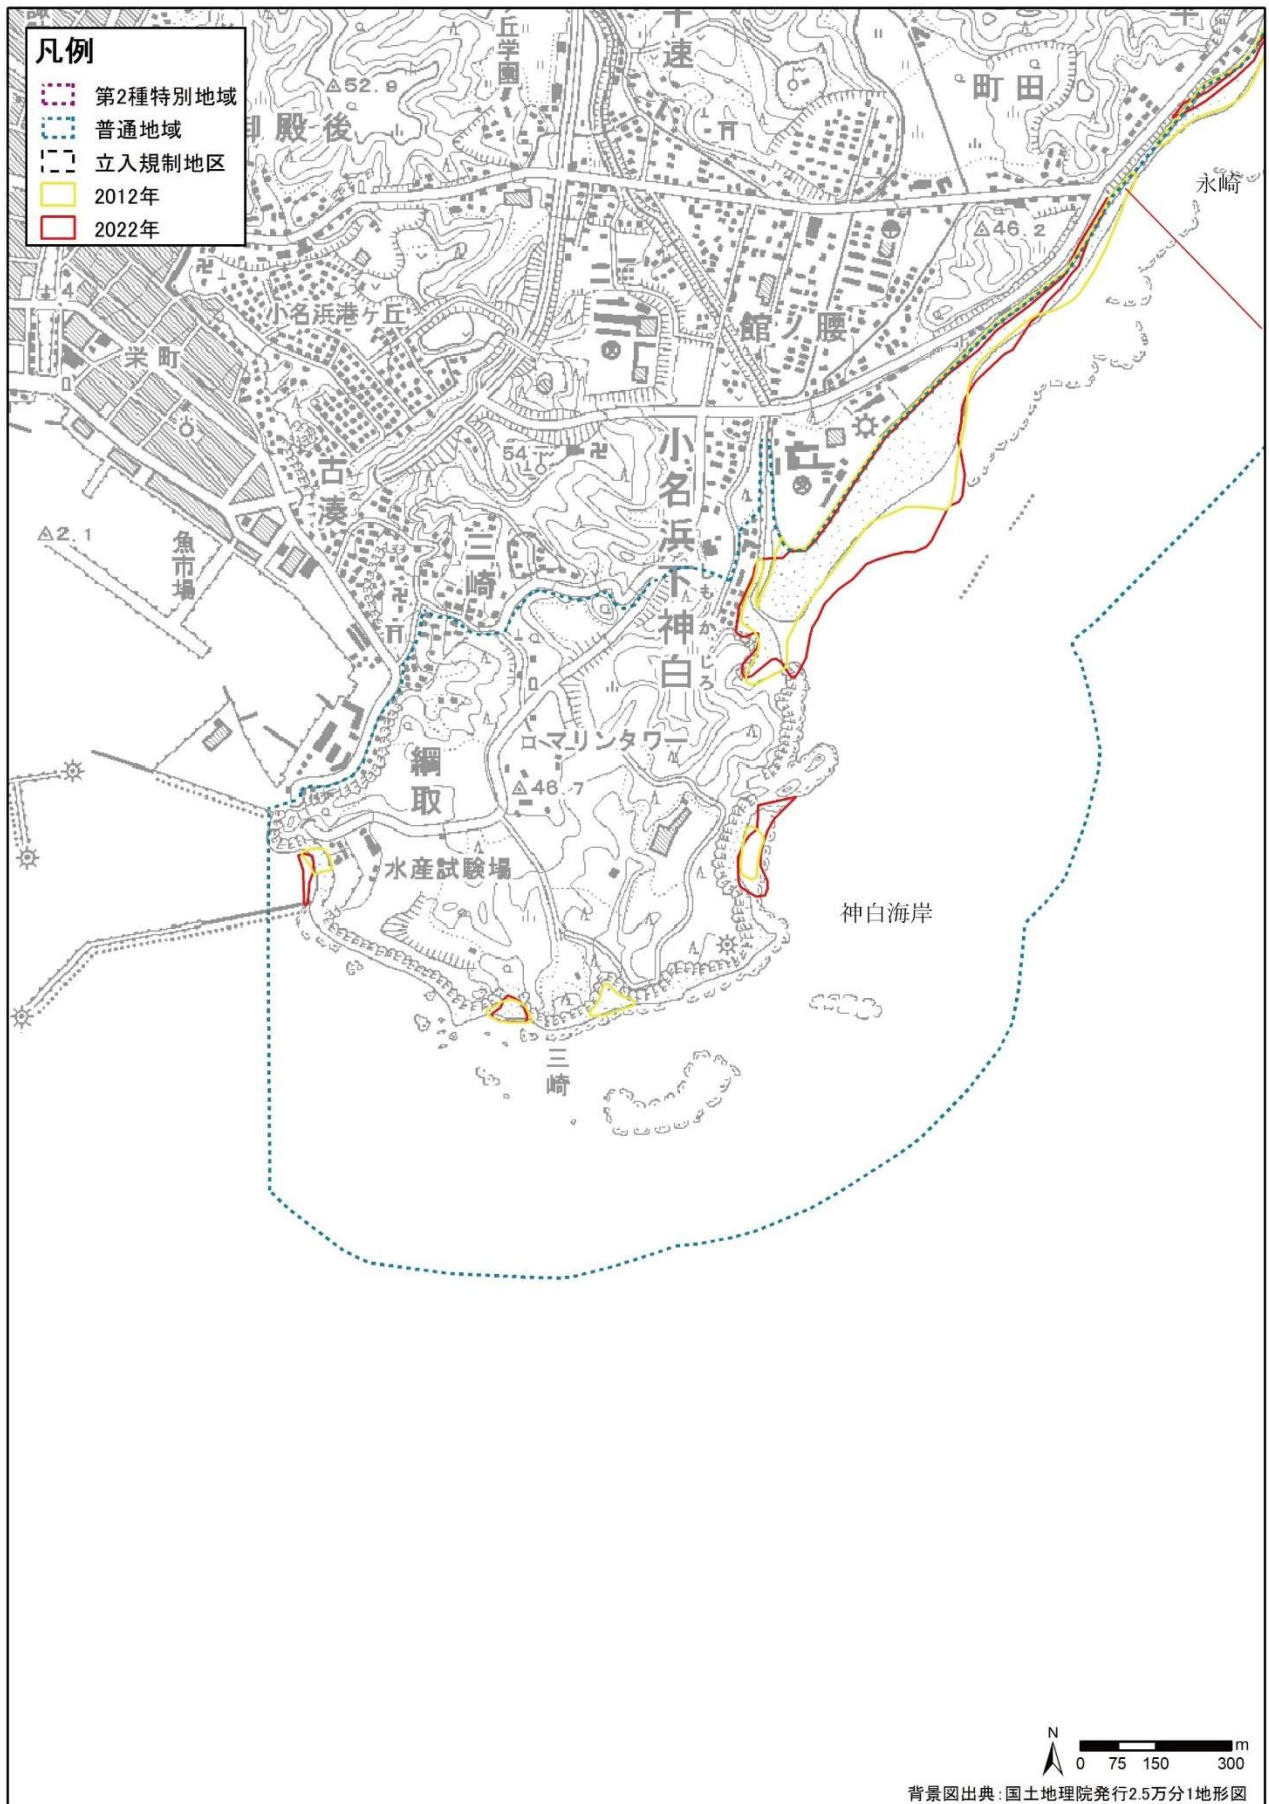 凡例
第2種特別地域
普通地域
立入規制地区
2012年
2022年
丘学園
千速
町田
永崎
52.9
御殿後
46.2
4
小名浜港ケ丘
館ノ腰
栄町
54
古湊
小名浜下神白
しもかじろ
2.1
魚市場
三崎
マリンタワー
綱取
46.7
水産試験場
神白海岸
三崎
N
m
0 75 150 300
背景図出典:国土地理院発行2.5万分1地形図